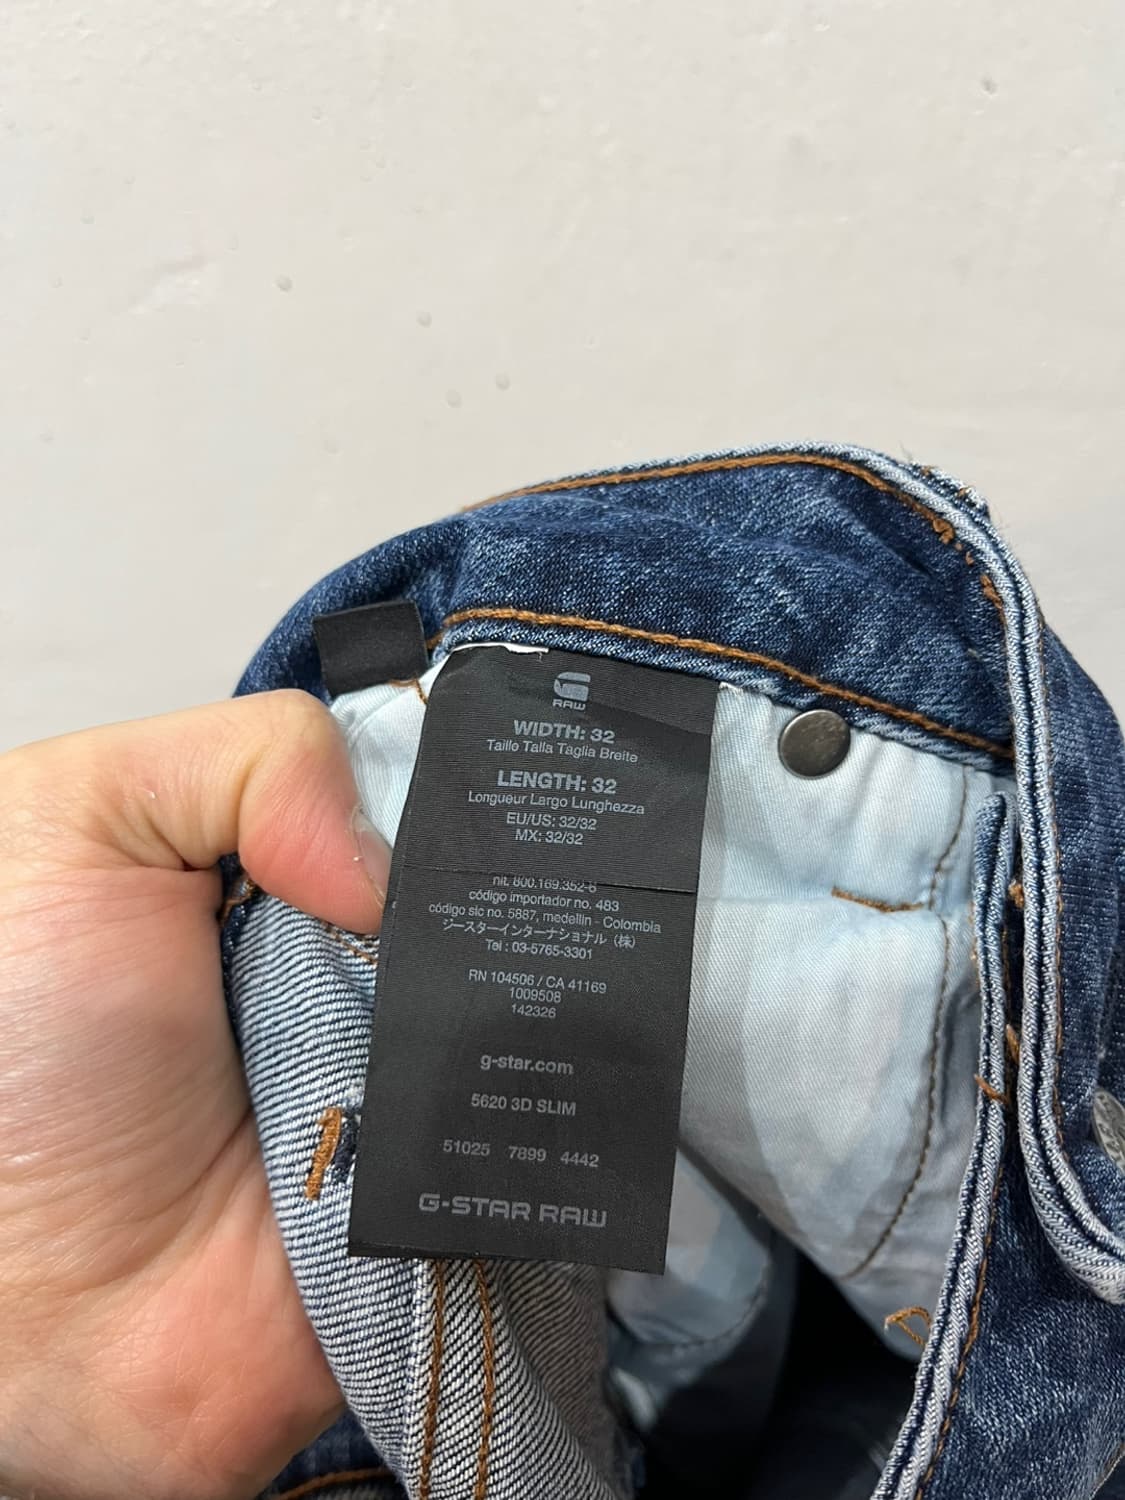 RAW
WIDTH: 32
Taille Talla Taglia Breite
LENGTH: 32
Longueur Largo Lunghezza
EU/US: 32/32
MX: 32/32
nit. 800.169.352-6
código importador no. 483
código sic no. 5887, medellin - Colombia
ジースターインターナショナル（株）
Tel : 03-5765-3301
RN 104506 / CA 41169
1009508
142326
g-star.com
5620 3D SLIM
51025 7899 4442
G-STAR RAW